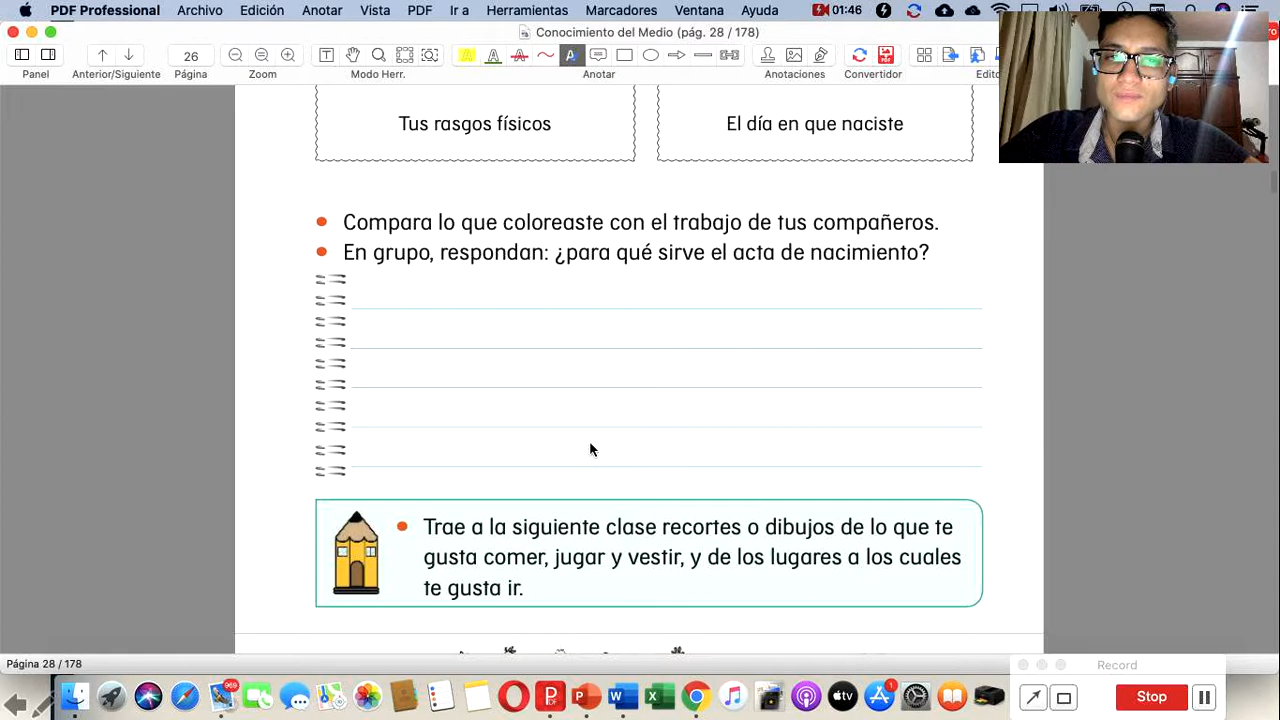 PDF Professional Archivo Edición Anotar Vista PDF Ir a Herramientas Marcadores Ventana Ayuda 01:46
Conocimiento del Medio (pág. 28 / 178)
26
Panel Anterior/Siguiente Página Zoom Modo Herr. Anotar Anotaciones Convertidor
Tus rasgos físicos
El día en que naciste
Compara lo que coloreaste con el trabajo de tus compañeros.
En grupo, respondan: ¿para qué sirve el acta de nacimiento?
Trae a la siguiente clase recortes o dibujos de lo que te
gusta comer, jugar y vestir, y de los lugares a los cuales
te gusta ir.
Página 28 / 178
Record
Stop
969
tv
1